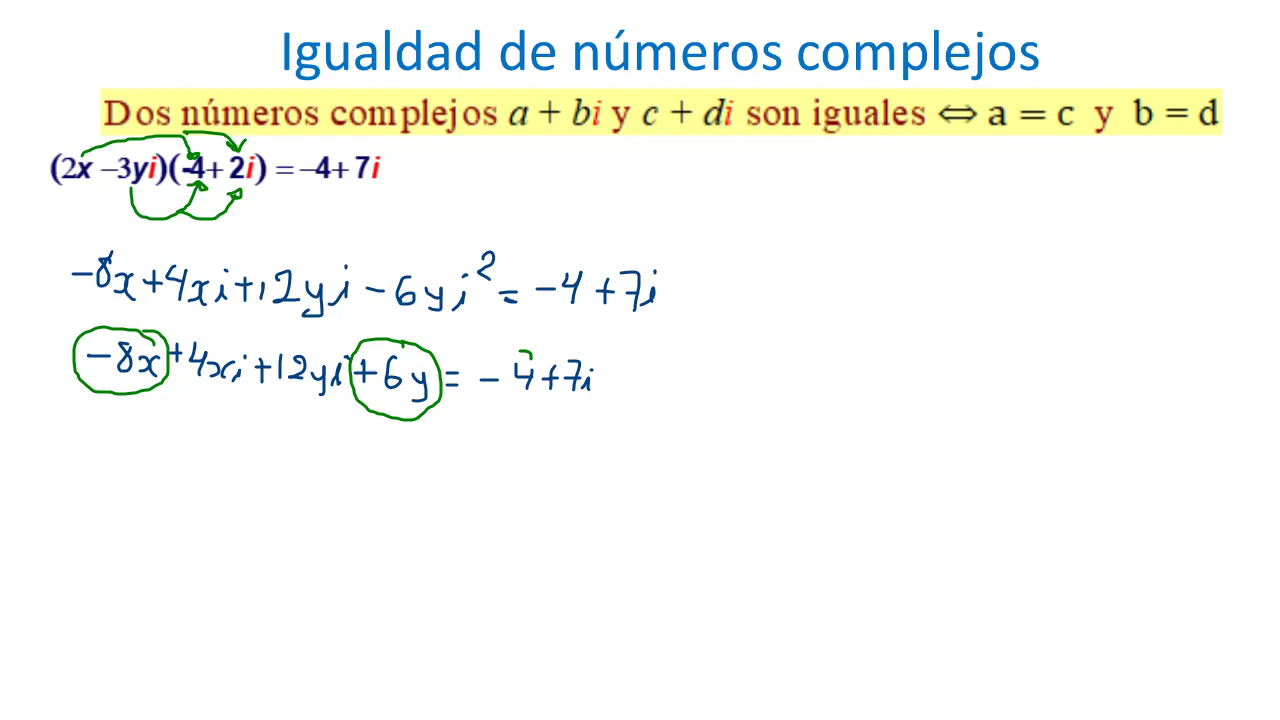 Igualdad de números complejos
Dos números complejos a + bi y c + di son iguales ⇔ a = c y b = d
(2x −3yi)(-4+ 2i) = −4+ 7i
−8x+4xi+12yi − 6yi² = −4 +7i
−8x+4xi+12yi+6y = −4+7i